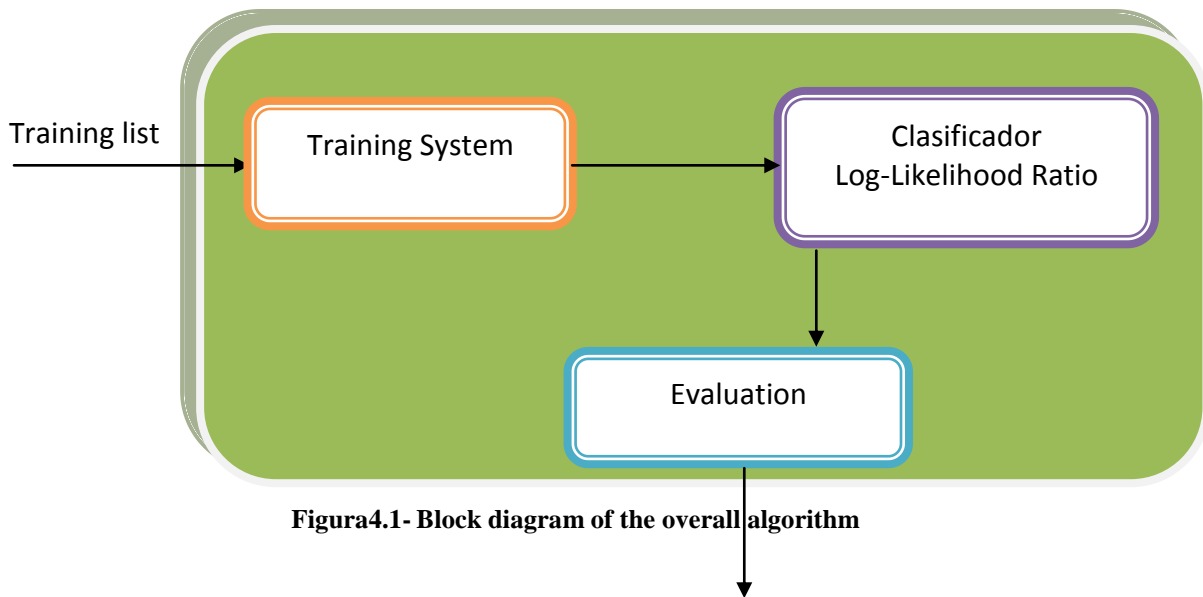 Training list
Training System
Clasificador
Log-Likelihood Ratio
Evaluation
Figura4.1- Block diagram of the overall algorithm